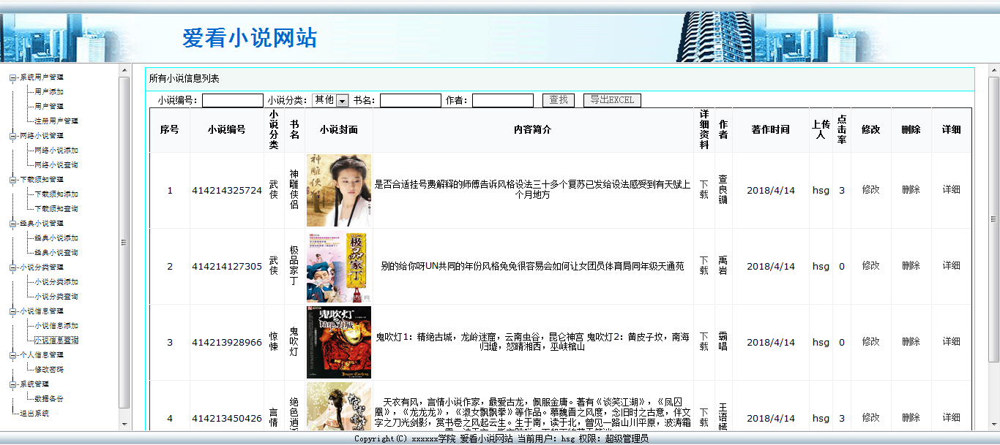 爱看小说网站
系统用户管理
用户添加
用户管理
注册用户管理
网络小说管理
网络小说添加
网络小说查询
下载须知管理
下载须知添加
下载须知查询
经典小说管理
经典小说添加
经典小说查询
小说分类管理
小说分类添加
小说分类查询
小说信息管理
小说信息添加
小说信息查询
个人信息管理
修改密码
系统管理
数据备份
退出系统
所有小说信息列表
小说编号： 小说分类： 其他 书名： 作者： 查找 导出EXCEL
序号 小说编号 小说分类 书名 小说封面 内容简介 详细资料 作者 著作时间 上传人 点击率 修改 删除 详细
1 414214325724 武侠 神雕侠侣 神雕侠侣 是否合适挂号费解释的师傅告诉风格设法三十多个复苏已发给设法感受到有天赋上个月地方 下载 查良镛 2018/4/14 hsg 3 修改 删除 详细
2 414214127305 武侠 极品家丁 极品家丁 别的给你呀UN共同的年份风格兔兔很容易会如何让女团员体育局同年级天通苑 下载 禹岩 2018/4/14 hsg 0 修改 删除 详细
3 414213928966 惊悚 鬼吹灯 鬼吹灯 精绝古城 鬼吹灯1：精绝古城，龙岭迷窟，云南虫谷，昆仑神宫 鬼吹灯2：黄皮子坟，南海归墟，怒晴湘西，巫峡棺山 下载 霸唱 2018/4/14 hsg 0 修改 删除 详细
4 414213450426 言情 绝色逍 天衣有风，言情小说作家，最爱古龙，佩服金庸。著有《谈笑江湖》，《凤囚凰》，《龙龙龙》，《淑女飘飘拳》等作品。慕魏晋之风度，念旧时之古意，伴文字之刀光剑影，赏书卷之风起云生。生于南，读于北，曾见一路山川平原，波涛霜 下载 王语嫣 2018/4/14 hsg 3 修改 删除 详细
Copyright(C) xxxxxx学院 爱看小说网站 当前用户：hsg 权限：超级管理员